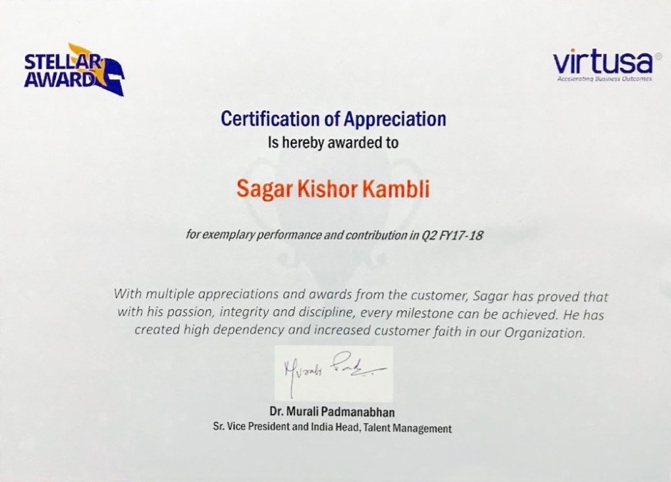 STELLAR
AWARD
virtusa®
Accelerating Business Outcomes
Certification of Appreciation
Is hereby awarded to
Sagar Kishor Kambli
for exemplary performance and contribution in Q2 FY17-18
With multiple appreciations and awards from the customer, Sagar has proved that
with his passion, integrity and discipline, every milestone can be achieved. He has
created high dependency and increased customer faith in our Organization.
Murali Padm
Dr. Murali Padmanabhan
Sr. Vice President and India Head, Talent Management